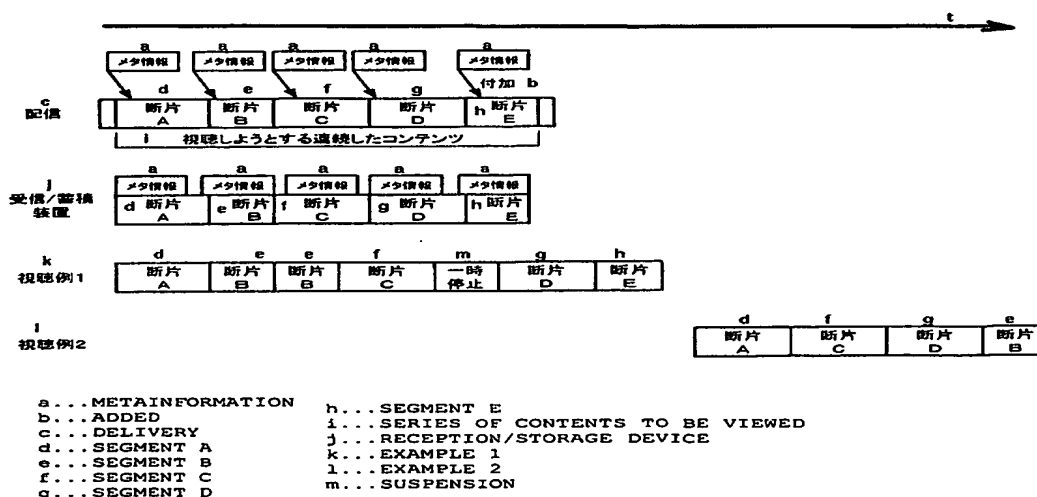 t
a a a a a
メタ情報 メタ情報 メタ情報 メタ情報 メタ情報
d e f g 付加 b
c
配信
断片 A 断片 B 断片 C 断片 D h 断片 E
i 視聴しようとする連続したコンテンツ
j
受信/蓄積
装置
a a a a a
メタ情報 メタ情報 メタ情報 メタ情報 メタ情報
d 断片 A e 断片 B f 断片 C g 断片 D h 断片 E
k
視聴例1
d e e f m g h
断片 A 断片 B 断片 B 断片 C 一時停止 断片 D 断片 E
l
視聴例2
d f g e
断片 A 断片 C 断片 D 断片 B
a...METAINFORMATION
b...ADDED
c...DELIVERY
d...SEGMENT A
e...SEGMENT B
f...SEGMENT C
g...SEGMENT D
h...SEGMENT E
i...SERIES OF CONTENTS TO BE VIEWED
j...RECEPTION/STORAGE DEVICE
k...EXAMPLE 1
l...EXAMPLE 2
m...SUSPENSION